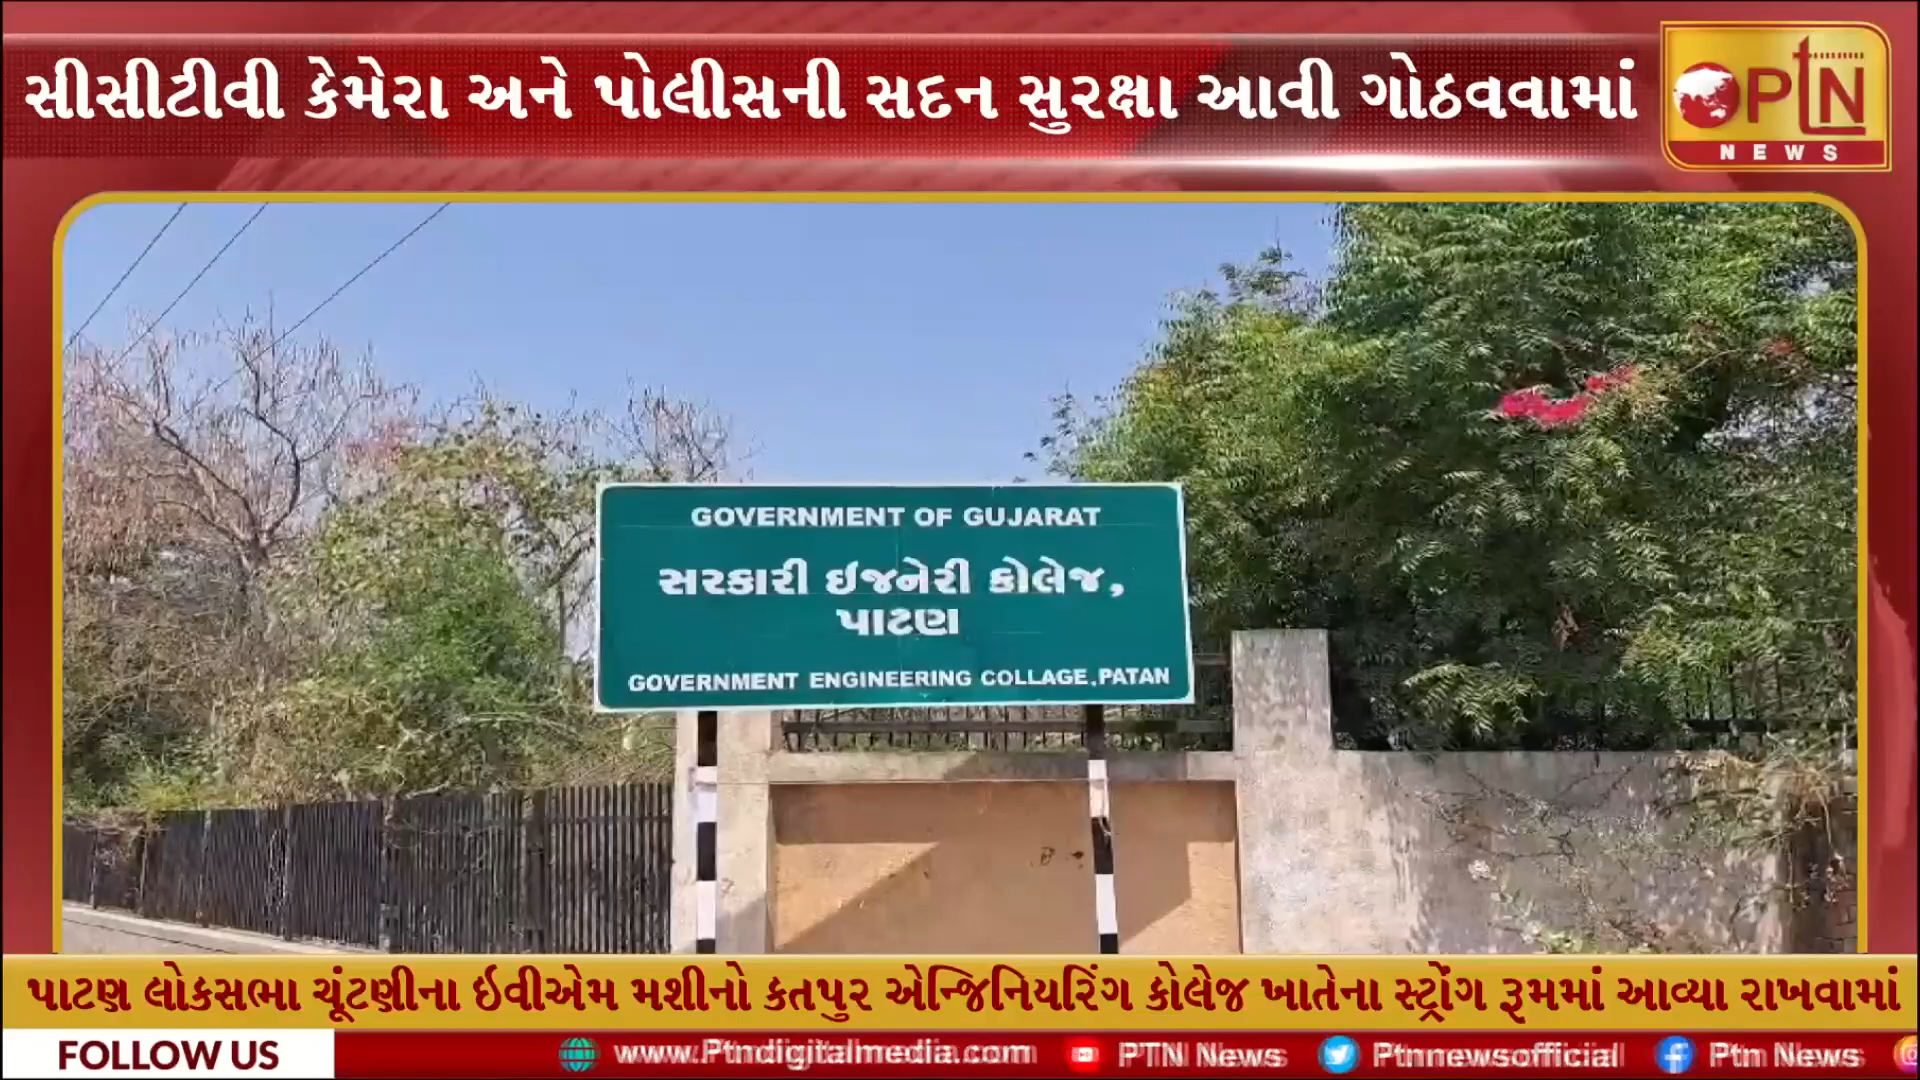 સીસીટીવી કેમેરા અને પોલીસની સદન સુરક્ષા આવી ગોઠવવામાં
PTN
NEWS
GOVERNMENT OF GUJARAT
સરકારી ઇજનેરી કોલેજ,
પાટણ
GOVERNMENT ENGINEERING COLLAGE, PATAN
પાટણ લોકસભા ચૂંટણીના ઇવીએમ મશીનો કતપુર એન્જિનિયરિંગ કોલેજ ખાતેના સ્ટ્રોંગ રૂમમાં આવ્યા રાખવામાં
FOLLOW US www.Ptndigitalmedia.com PTN News Ptnnewsofficial Ptn News